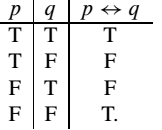 p q p ↔ q
T T T
T F F
F T F
F F T.